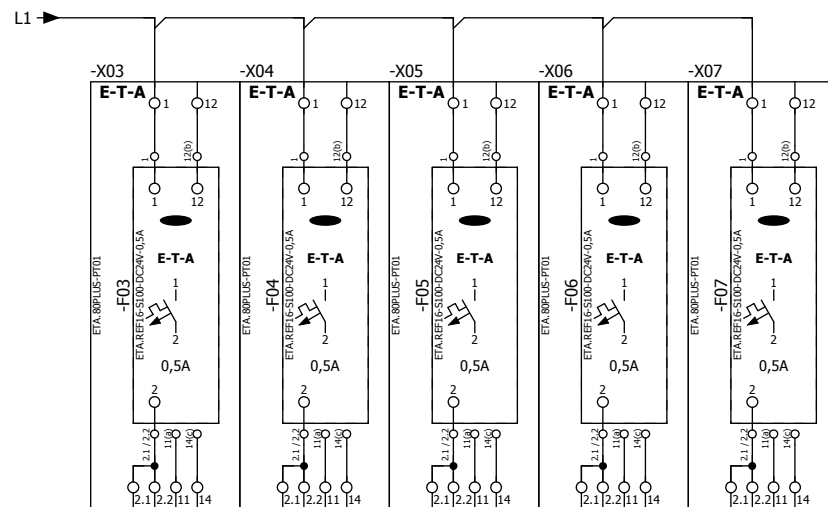 L1
-X03 -X04 -X05 -X06 -X07
E-T-A E-T-A E-T-A E-T-A E-T-A
1 12 1 12 1 12 1 12 1 12
1 12(b) 1 12(b) 1 12(b) 1 12(b) 1 12(b)
1 12 1 12 1 12 1 12 1 12
ETA.80PLUS-PT01 ETA.80PLUS-PT01 ETA.80PLUS-PT01 ETA.80PLUS-PT01 ETA.80PLUS-PT01
-F03 -F04 -F05 -F06 -F07
ETA.REF16-S100-DC24V-0,5A ETA.REF16-S100-DC24V-0,5A ETA.REF16-S100-DC24V-0,5A ETA.REF16-S100-DC24V-0,5A ETA.REF16-S100-DC24V-0,5A
E-T-A E-T-A E-T-A E-T-A E-T-A
1 1 1 1 1
2 2 2 2 2
0,5A 0,5A 0,5A 0,5A 0,5A
2 2 2 2 2
2.1 / 2.2 11(a) 14(c) 2.1 / 2.2 11(a) 14(c) 2.1 / 2.2 11(a) 14(c) 2.1 / 2.2 11(a) 14(c) 2.1 / 2.2 11(a) 14(c)
2.1 2.2 11 14 2.1 2.2 11 14 2.1 2.2 11 14 2.1 2.2 11 14 2.1 2.2 11 14